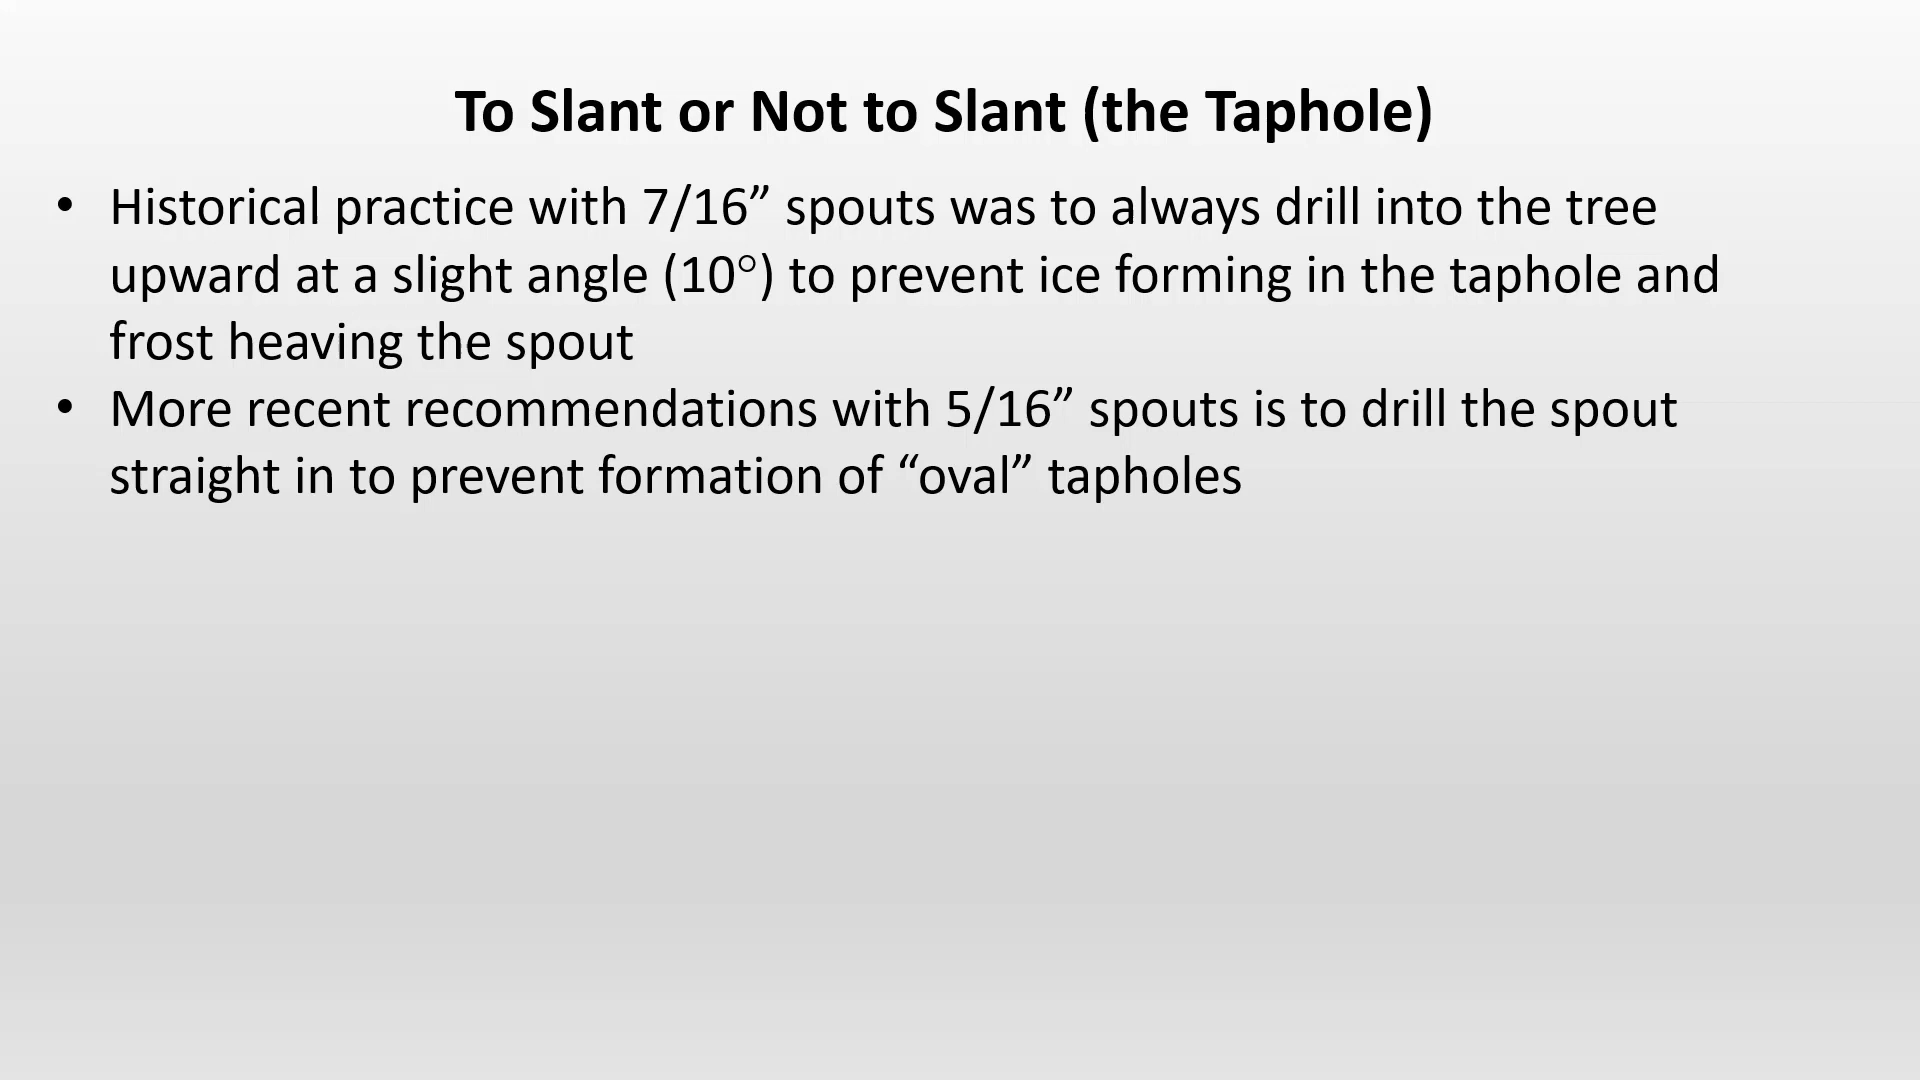 To Slant or Not to Slant (the Taphole)
• Historical practice with 7/16” spouts was to always drill into the tree
upward at a slight angle (10°) to prevent ice forming in the taphole and
frost heaving the spout
• More recent recommendations with 5/16” spouts is to drill the spout
straight in to prevent formation of “oval” tapholes